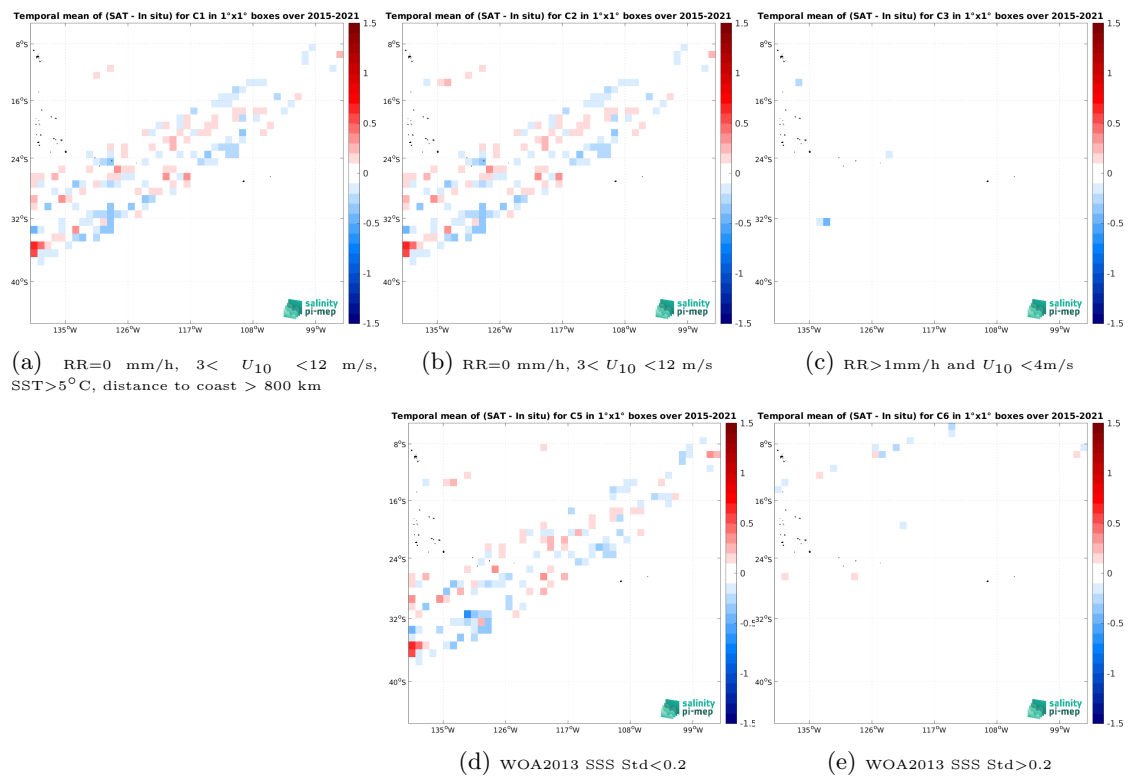 Temporal mean of (SAT - In situ) for C1 in 1°x1° boxes over 2015-2021
8°S
16°S
24°S
32°S
40°S
135°W
126°W
117°W
108°W
99°W
1.5
1
0.5
0
-0.5
-1
-1.5
salinity
pi-mep
(a) RR=0 mm/h, 3< U10 <12 m/s,
SST>5°C, distance to coast > 800 km
Temporal mean of (SAT - In situ) for C2 in 1°x1° boxes over 2015-2021
8°S
16°S
24°S
32°S
40°S
135°W
126°W
117°W
108°W
99°W
1.5
1
0.5
0
-0.5
-1
-1.5
salinity
pi-mep
(b) RR=0 mm/h, 3< U10 <12 m/s
Temporal mean of (SAT - In situ) for C3 in 1°x1° boxes over 2015-2021
8°S
16°S
24°S
32°S
40°S
135°W
126°W
117°W
108°W
99°W
1.5
1
0.5
0
-0.5
-1
-1.5
salinity
pi-mep
(c) RR>1mm/h and U10 <4m/s
Temporal mean of (SAT - In situ) for C5 in 1°x1° boxes over 2015-2021
8°S
16°S
24°S
32°S
40°S
135°W
126°W
117°W
108°W
99°W
1.5
1
0.5
0
-0.5
-1
-1.5
salinity
pi-mep
(d) WOA2013 SSS Std<0.2
Temporal mean of (SAT - In situ) for C6 in 1°x1° boxes over 2015-2021
8°S
16°S
24°S
32°S
40°S
135°W
126°W
117°W
108°W
99°W
1.5
1
0.5
0
-0.5
-1
-1.5
salinity
pi-mep
(e) WOA2013 SSS Std>0.2